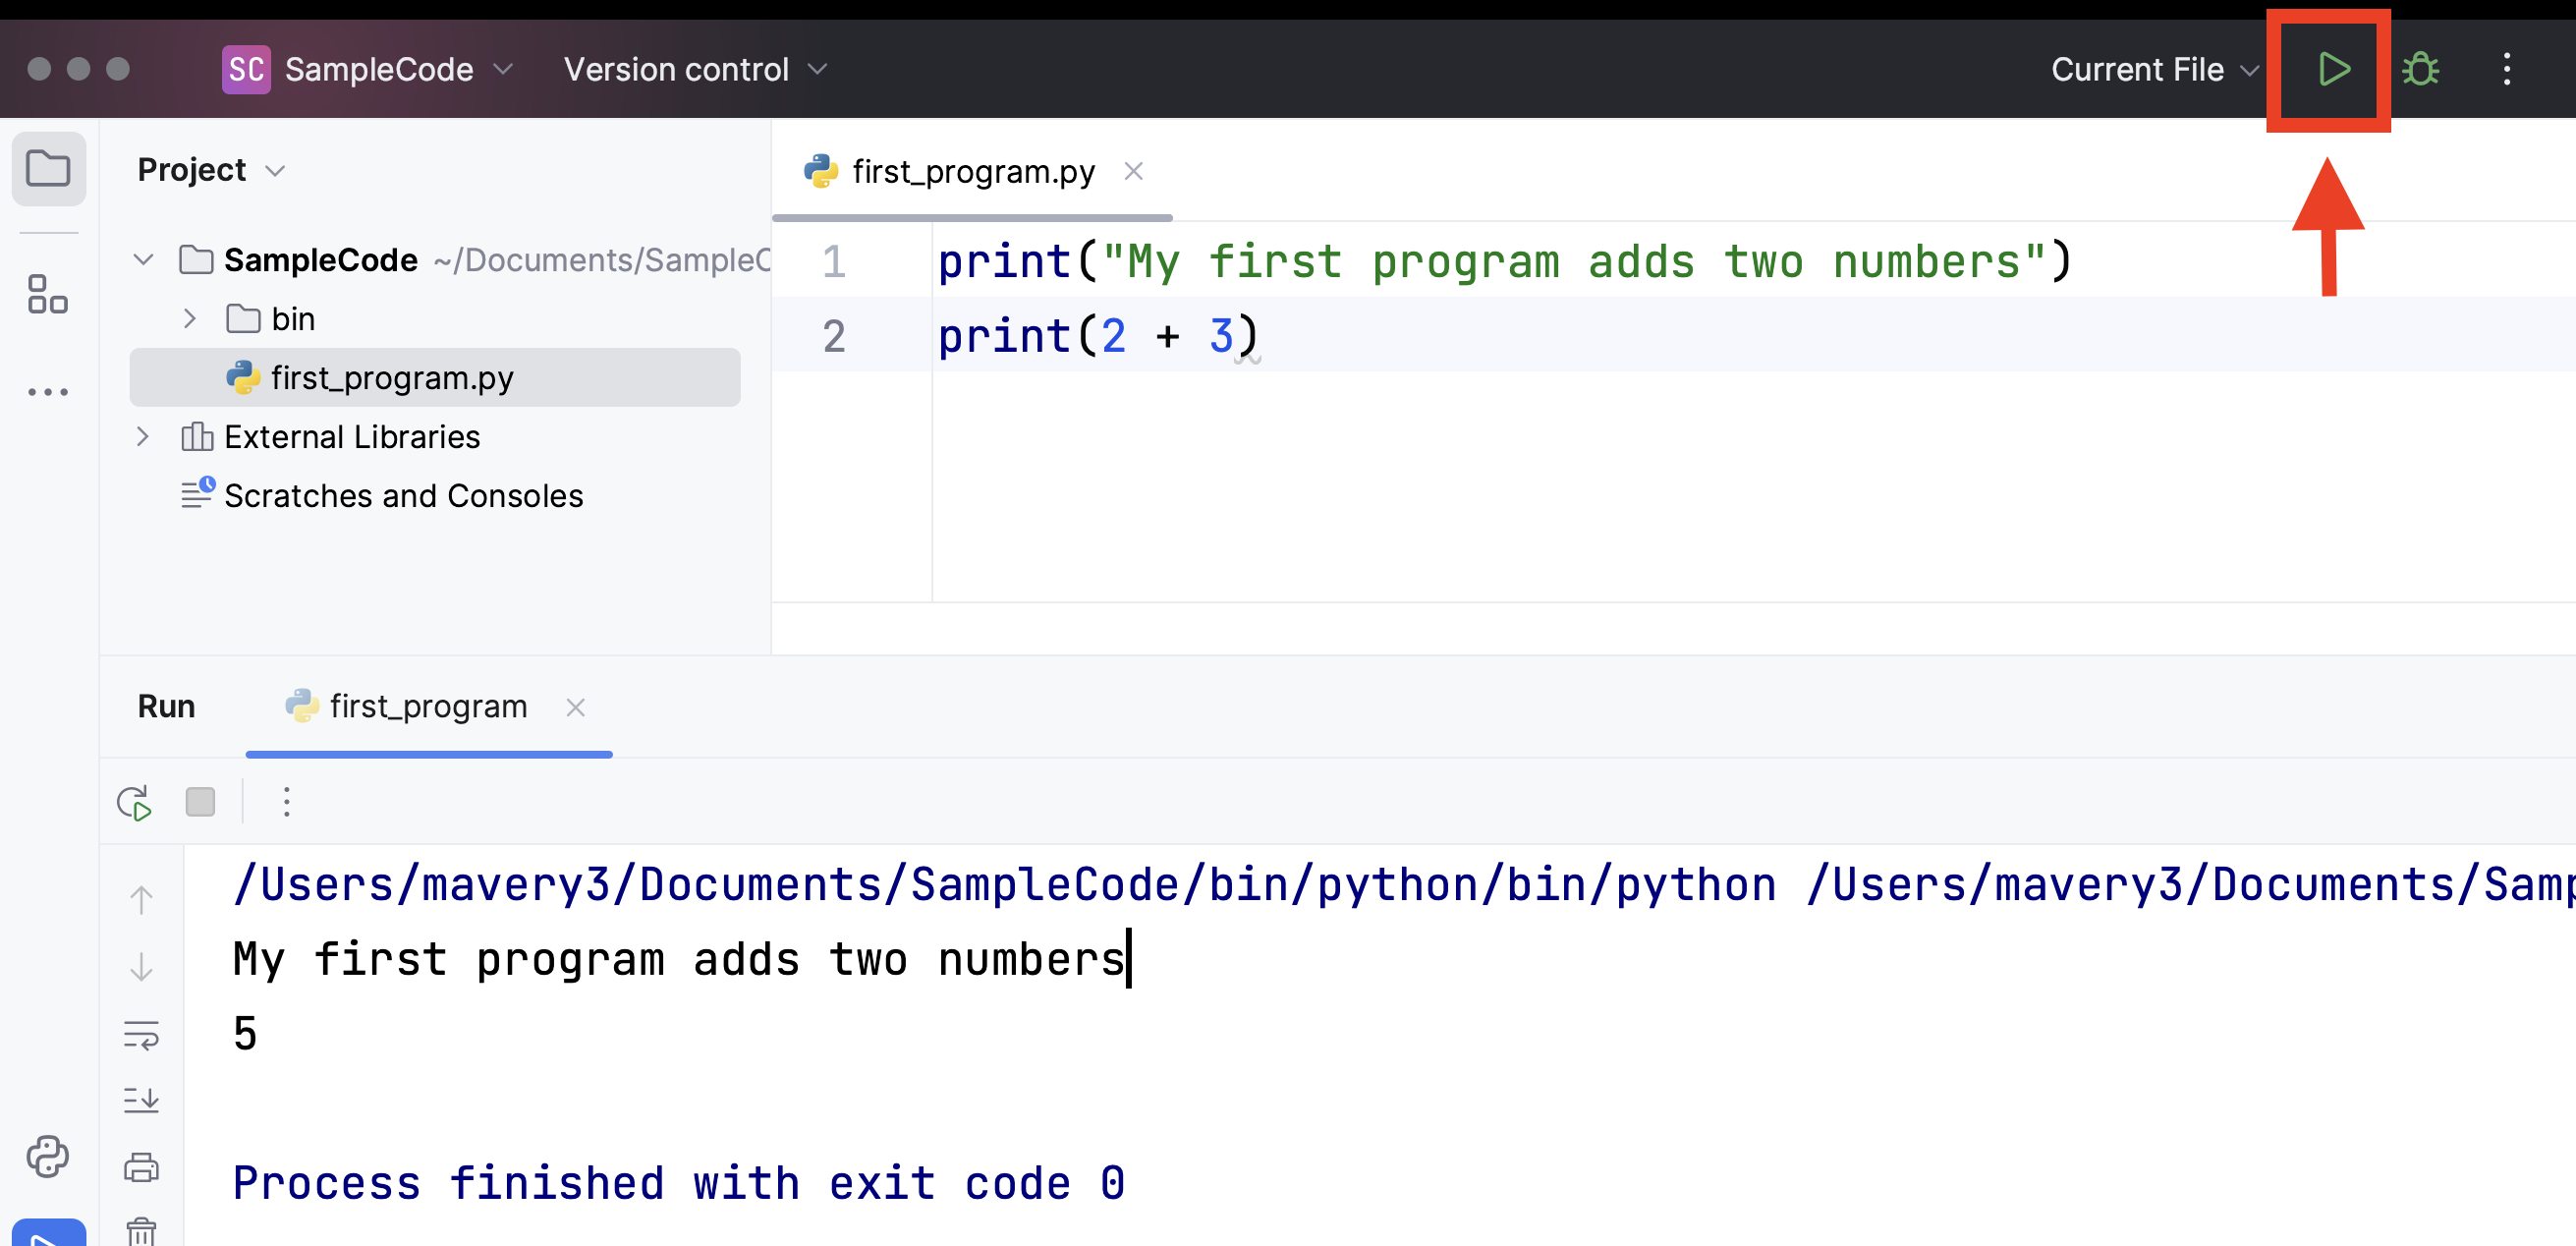 SC SampleCode Version control Current File
Project
first_program.py
SampleCode ~/Documents/SampleC
bin
first_program.py
External Libraries
Scratches and Consoles
1 print("My first program adds two numbers")
2 print(2 + 3)
Run first_program
/Users/mavery3/Documents/SampleCode/bin/python/bin/python /Users/mavery3/Documents/Samp
My first program adds two numbers
5
Process finished with exit code 0